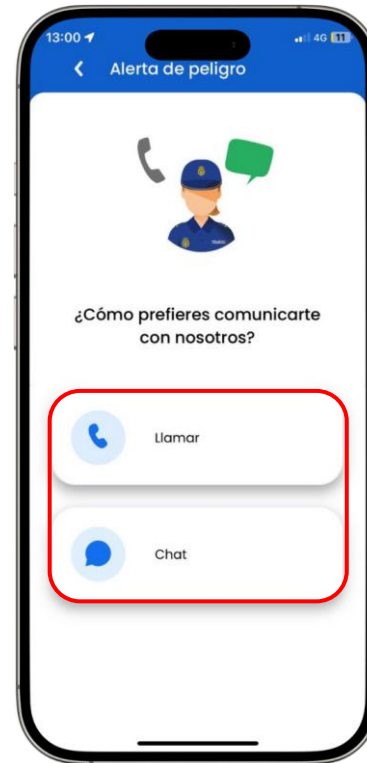 13:00 4G 11
Alerta de peligro
¿Cómo prefieres comunicarte
con nosotros?
Llamar
Chat